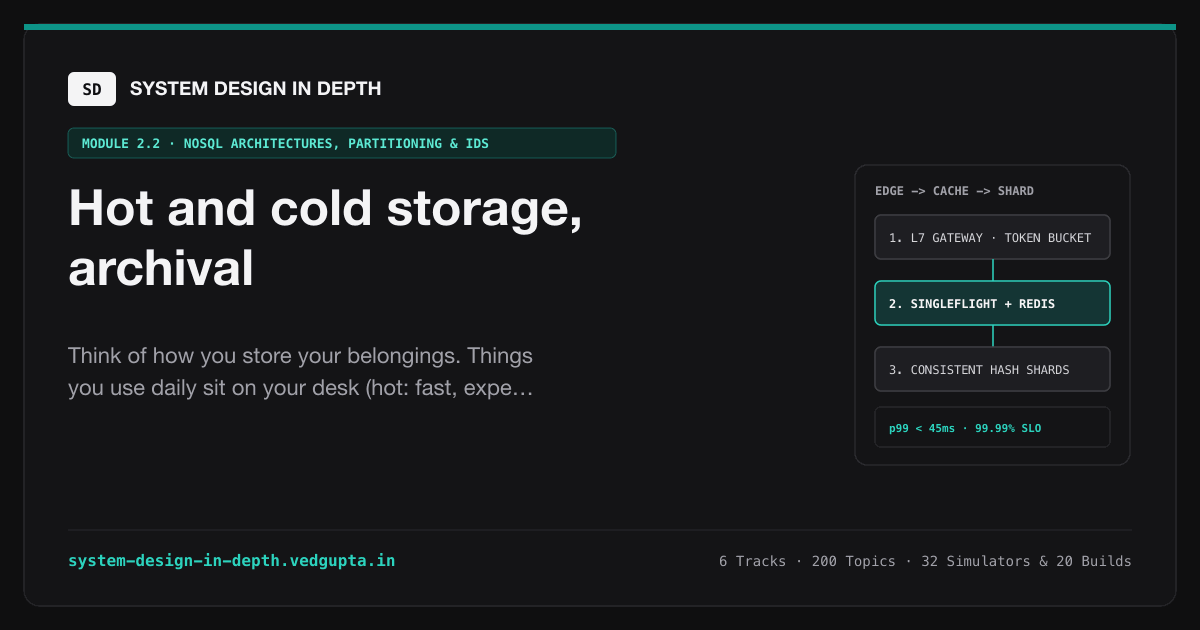 SD
SYSTEM DESIGN IN DEPTH
MODULE 2.2 · NOSQL ARCHITECTURES, PARTITIONING & IDS
Hot and cold storage,
archival
Think of how you store your belongings. Things
you use daily sit on your desk (hot: fast, expe…
EDGE —> CACHE —> SHARD
1. L7 GATEWAY · TOKEN BUCKET
2. SINGLEFLIGHT + REDIS
3. CONSISTENT HASH SHARDS
p99 < 45ms · 99.99% SLO
system-design-in-depth.vedgupta.in
6 Tracks · 200 Topics · 32 Simulators & 20 Builds